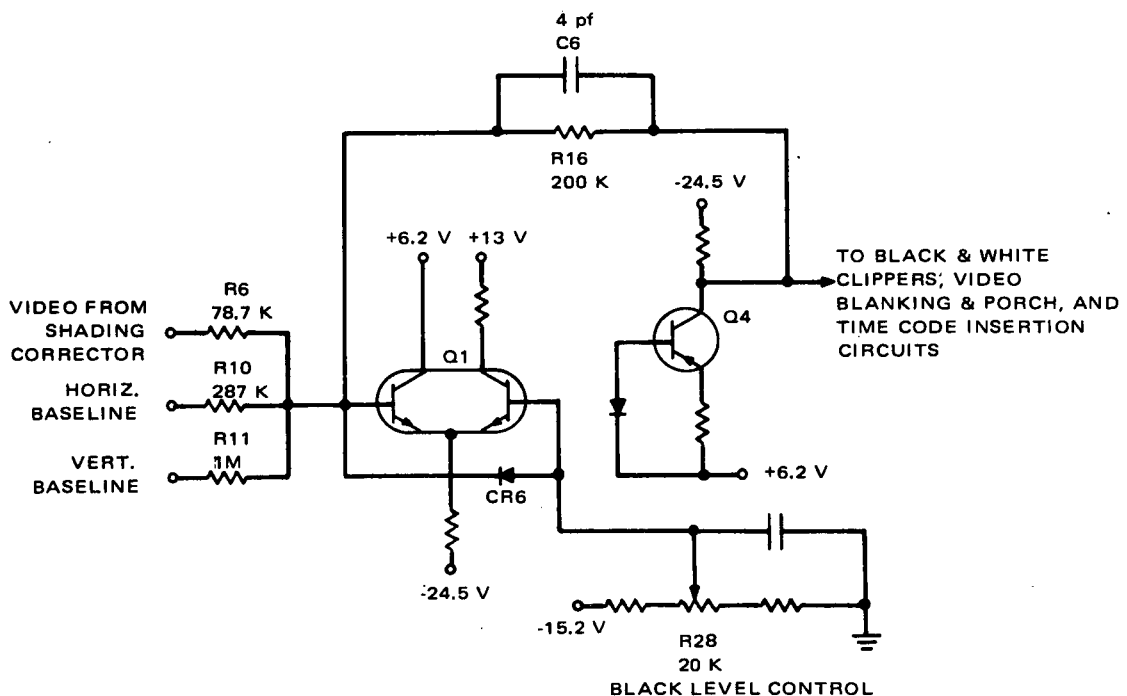 4 pf
C6
R16
200 K
-24.5 V
+6.2 V +13 V
TO BLACK & WHITE
CLIPPERS, VIDEO
BLANKING & PORCH, AND
TIME CODE INSERTION
CIRCUITS
VIDEO FROM
SHADING
CORRECTOR
R6
78.7 K
Q1
Q4
HORIZ.
BASELINE
R10
287 K
VERT.
BASELINE
R11
1M
CR6
+6.2 V
-24.5 V
-15.2 V
R28
20 K
BLACK LEVEL CONTROL